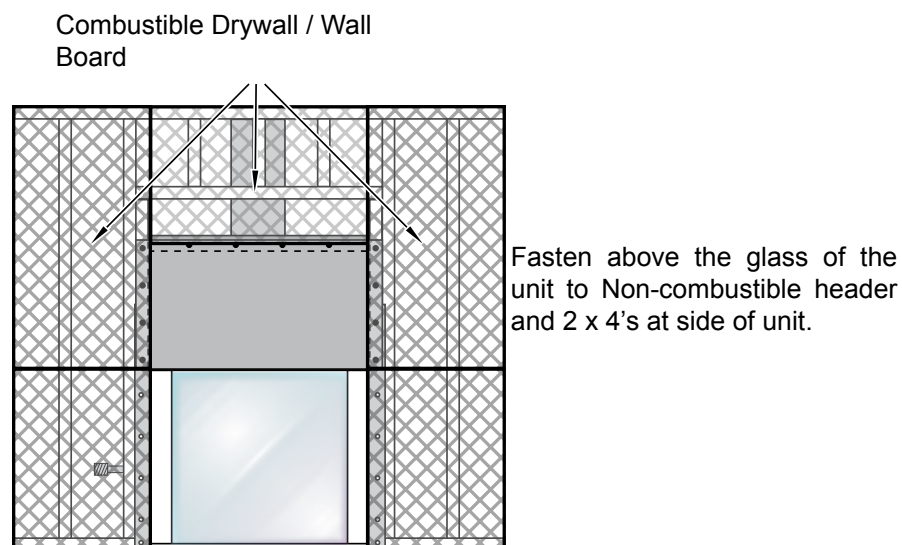 Combustible Drywall / Wall
Board
Fasten above the glass of the
unit to Non-combustible header
and 2 x 4's at side of unit.